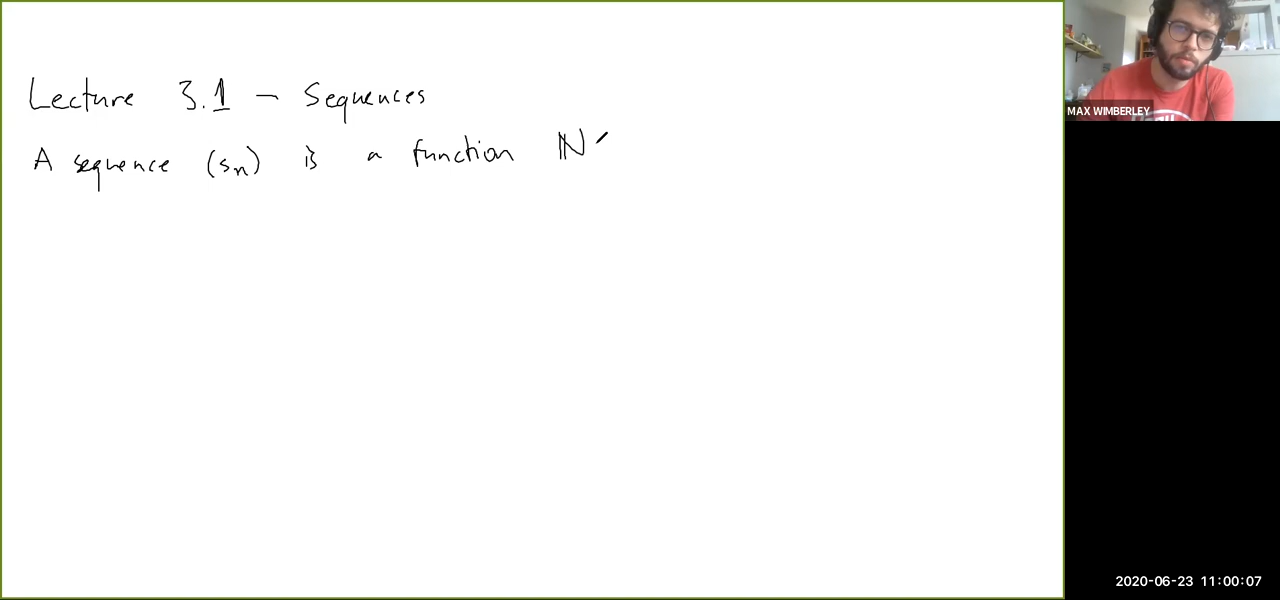 Lecture 3.1 – Sequences
A sequence (sn) is a function ℕ
MAX WIMBERLEY
2020-06-23 11:00:07